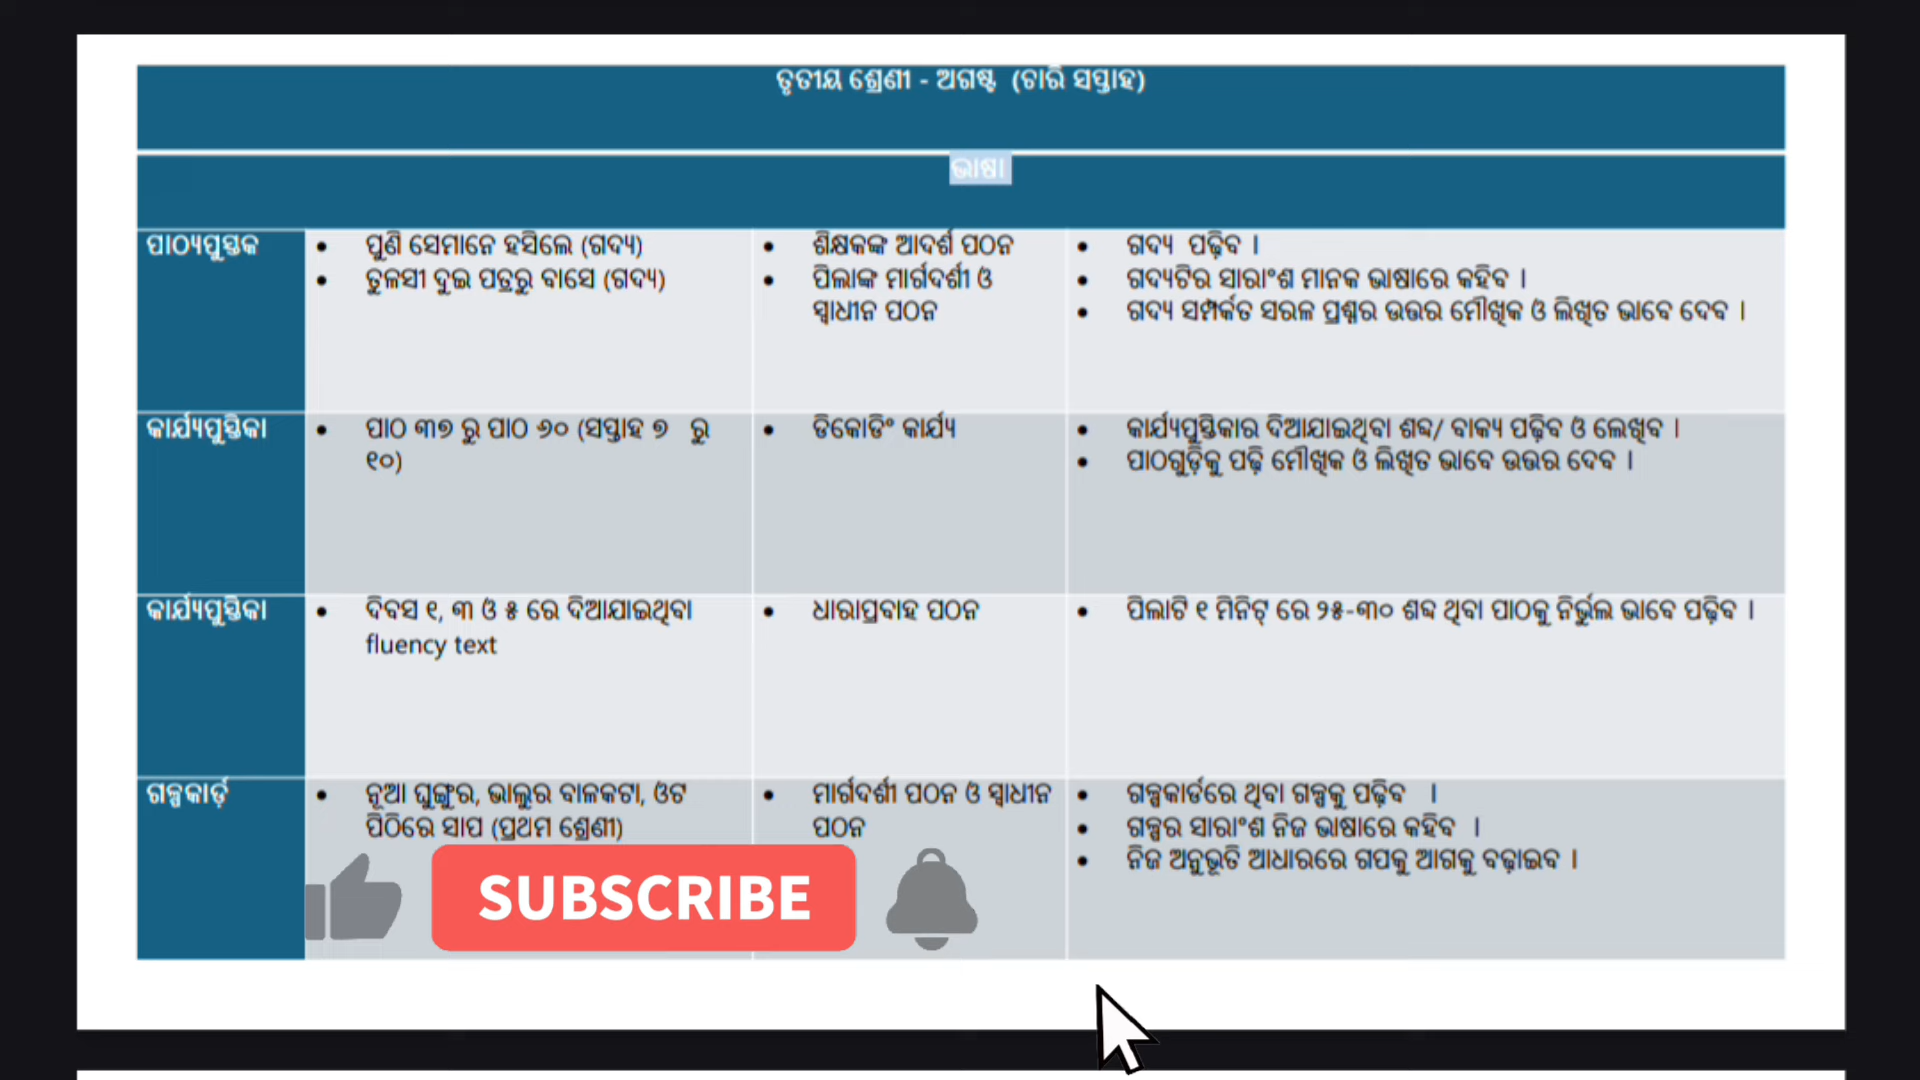 ତୃତୀୟ ଶ୍ରେଣୀ - ଅଗଷ୍ଟ (ଚାରି ସପ୍ତାହ)
ଭାଷା
ପାଠ୍ୟପୁସ୍ତକ
• ପୁଣି ସେମାନେ ହସିଲେ (ଗଦ୍ୟ)
• ତୁଳସୀ ଦୁଇ ପତ୍ରରୁ ବାସେ (ଗଦ୍ୟ)
• ଶିକ୍ଷକଙ୍କ ଆଦର୍ଶ ପଠନ
• ପିଲାଙ୍କ ମାର୍ଗଦର୍ଶୀ ଓ
ସ୍ୱାଧୀନ ପଠନ
• ଗଦ୍ୟ ପଢ଼ିବ ।
• ଗଦ୍ୟଟିର ସାରାଂଶ ମାନକ ଭାଷାରେ କହିବ ।
• ଗଦ୍ୟ ସମ୍ପର୍କିତ ସରଳ ପ୍ରଶ୍ନର ଉତ୍ତର ମୌଖିକ ଓ ଲିଖିତ ଭାବେ ଦେବ ।
କାର୍ଯ୍ୟପୁସ୍ତିକା
• ପାଠ ୩୭ ରୁ ପାଠ ୬୦ (ସପ୍ତାହ ୭ ରୁ
୧୦)
• ଡିକୋଡିଂ କାର୍ଯ୍ୟ
• କାର୍ଯ୍ୟପୁସ୍ତିକାର ଦିଆଯାଇଥିବା ଶବ୍ଦ/ ବାକ୍ୟ ପଢ଼ିବ ଓ ଲେଖିବ ।
• ପାଠଗୁଡ଼ିକୁ ପଢ଼ି ମୌଖିକ ଓ ଲିଖିତ ଭାବେ ଉତ୍ତର ଦେବ ।
କାର୍ଯ୍ୟପୁସ୍ତିକା
• ଦିବସ ୧, ୩ ଓ ୫ ରେ ଦିଆଯାଇଥିବା
fluency text
• ଧାରାପ୍ରବାହ ପଠନ
• ପିଲାଟି ୧ ମିନିଟ୍ ରେ ୨୫-୩୦ ଶବ୍ଦ ଥିବା ପାଠକୁ ନିର୍ଭୁଲ ଭାବେ ପଢ଼ିବ ।
ଗଳ୍ପକାର୍ଡ଼
• ନୂଆ ଘୁଙ୍ଗୁର, ଭାଲୁର ବାଳକଟା, ଓଟ
ପିଠିରେ ସାପ (ପ୍ରଥମ ଶ୍ରେଣୀ)
• ମାର୍ଗଦର୍ଶୀ ପଠନ ଓ ସ୍ୱାଧୀନ
ପଠନ
• ଗଳ୍ପକାର୍ଡରେ ଥିବା ଗଳ୍ପକୁ ପଢ଼ିବ ।
• ଗଳ୍ପର ସାରାଂଶ ନିଜ ଭାଷାରେ କହିବ ।
• ନିଜ ଅନୁଭୂତି ଆଧାରରେ ଗପକୁ ଆଗକୁ ବଢ଼ାଇବ ।
SUBSCRIBE